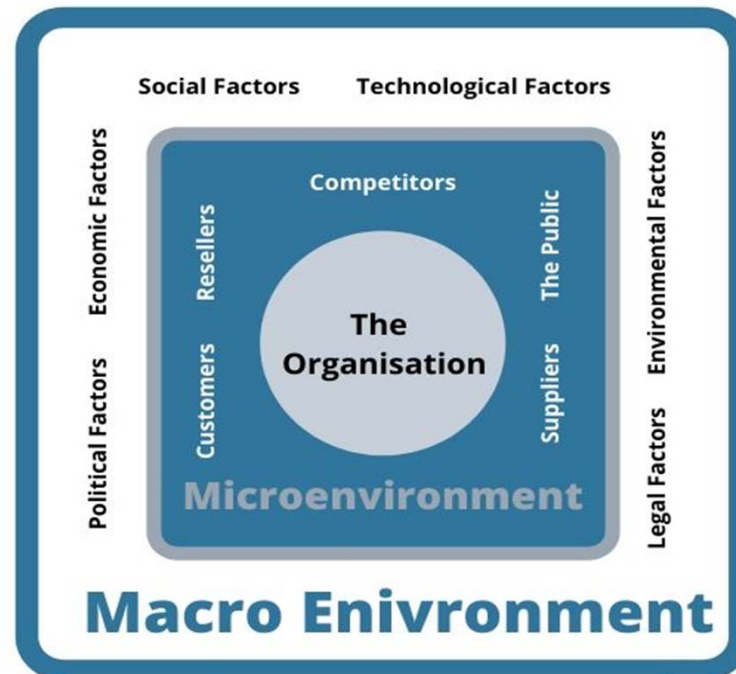 Social Factors
Technological Factors
Economic Factors
Political Factors
Environmental Factors
Legal Factors
Competitors
Resellers
Customers
The Public
Suppliers
The
Organisation
Microenvironment
Macro Enivronment